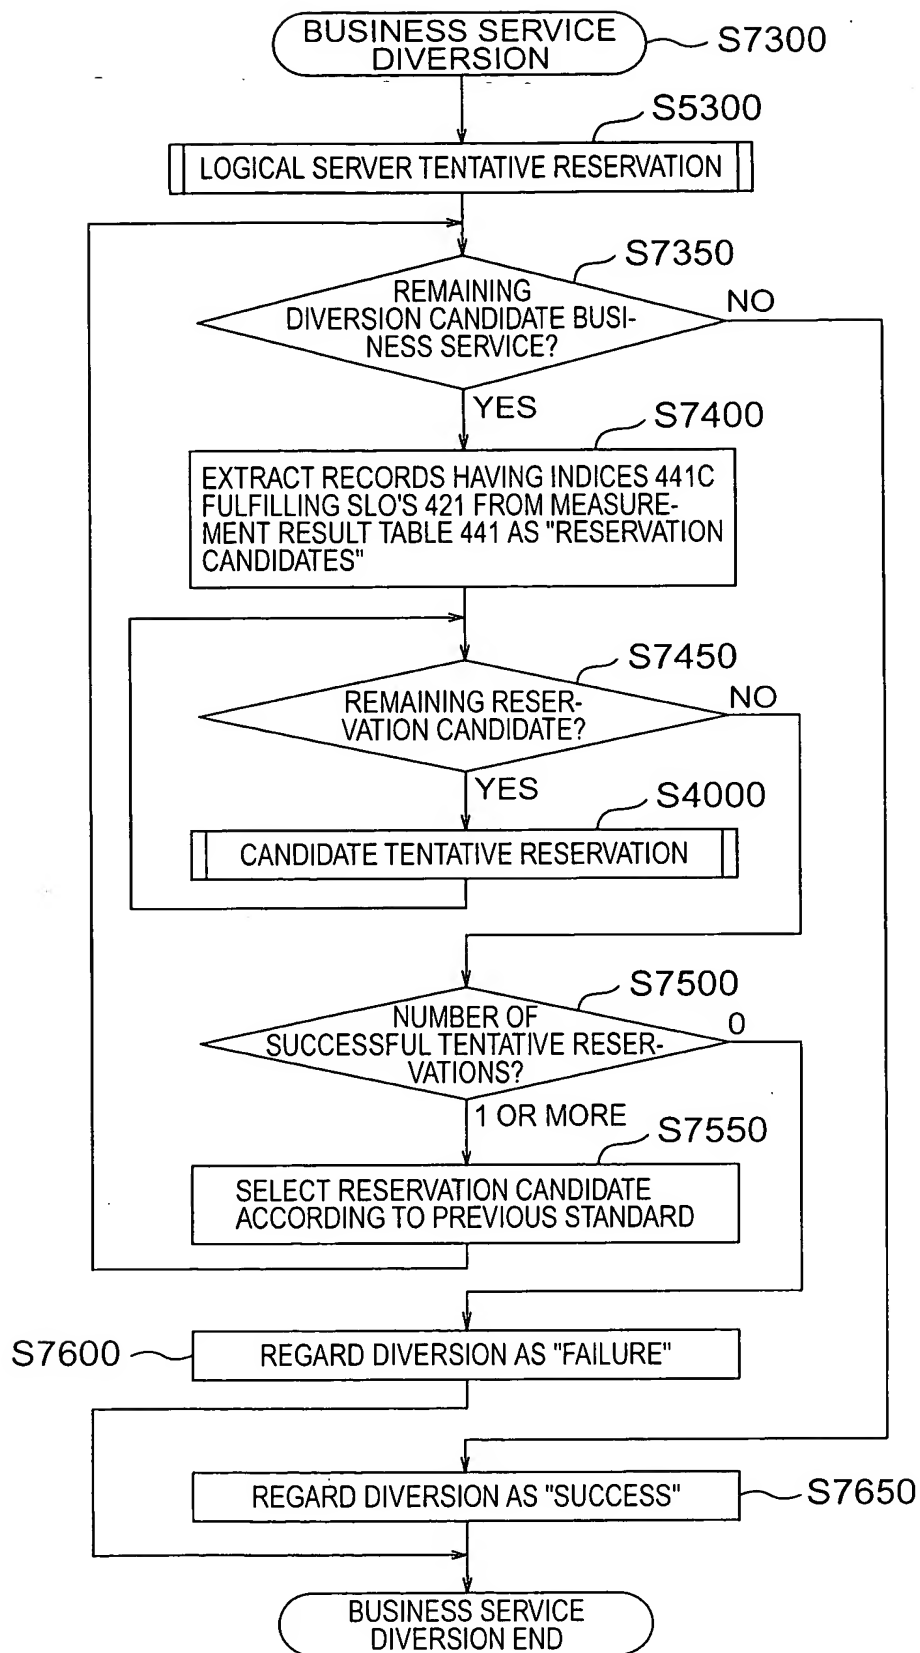 BUSINESS SERVICE
DIVERSION
S7300
S5300
LOGICAL SERVER TENTATIVE RESERVATION
S7350
REMAINING
DIVERSION CANDIDATE BUSI-
NESS SERVICE?
NO
YES
S7400
EXTRACT RECORDS HAVING INDICES 441C
FULFILLING SLO'S 421 FROM MEASURE-
MENT RESULT TABLE 441 AS "RESERVATION
CANDIDATES"
S7450
REMAINING RESER-
VATION CANDIDATE?
NO
YES
S4000
CANDIDATE TENTATIVE RESERVATION
S7500
NUMBER OF
SUCCESSFUL TENTATIVE RESER-
VATIONS?
0
1 OR MORE
S7550
SELECT RESERVATION CANDIDATE
ACCORDING TO PREVIOUS STANDARD
S7600
REGARD DIVERSION AS "FAILURE"
REGARD DIVERSION AS "SUCCESS"
S7650
BUSINESS SERVICE
DIVERSION END